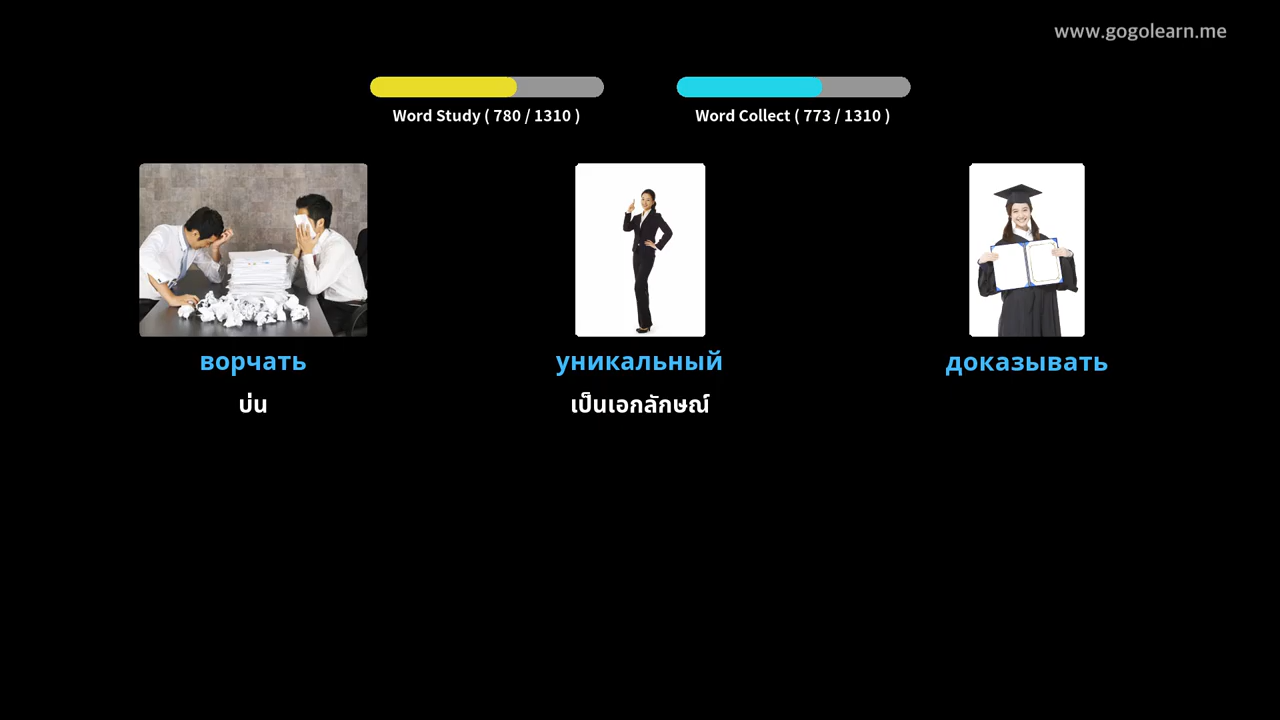 www.gogolearn.me
Word Study ( 780 / 1310 )
Word Collect ( 773 / 1310 )
ворчать
уникальный
доказывать
บ่น
เป็นเอกลักษณ์